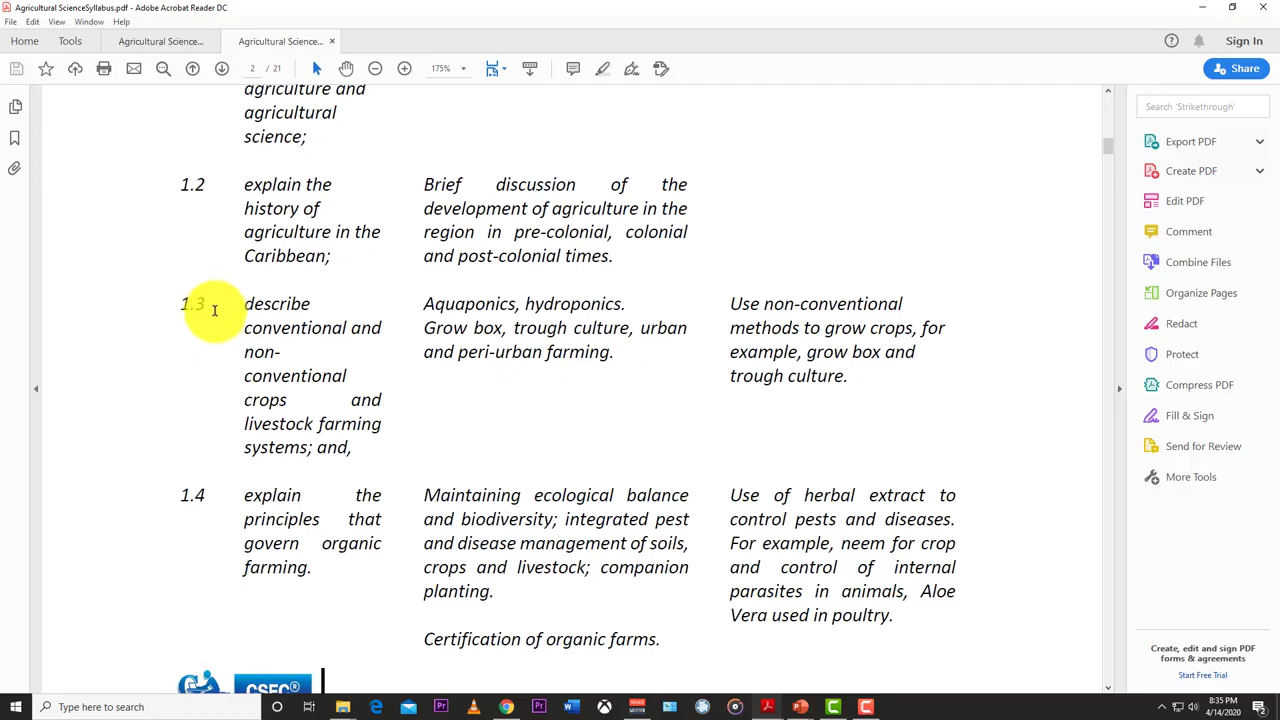 Agricultural ScienceSyllabus.pdf - Adobe Acrobat Reader DC
File Edit View Window Help
Home Tools Agricultural Science... Agricultural Science... × Sign In
2 / 21 175% Share
agriculture and
agricultural
science;
1.2 explain the
history of
agriculture in the
Caribbean;
Brief discussion of the
development of agriculture in the
region in pre-colonial, colonial
and post-colonial times.
1.3 describe
conventional and
non-
conventional
crops and
livestock farming
systems; and,
Aquaponics, hydroponics.
Grow box, trough culture, urban
and peri-urban farming.
Use non-conventional
methods to grow crops, for
example, grow box and
trough culture.
1.4 explain the
principles that
govern organic
farming.
Maintaining ecological balance
and biodiversity; integrated pest
and disease management of soils,
crops and livestock; companion
planting.
Certification of organic farms.
Use of herbal extract to
control pests and diseases.
For example, neem for crop
and control of internal
parasites in animals, Aloe
Vera used in poultry.
CSEC®
Search 'Strikethrough'
Export PDF
Create PDF
Edit PDF
Comment
Combine Files
Organize Pages
Redact
Protect
Compress PDF
Fill & Sign
Send for Review
More Tools
Create, edit and sign PDF
forms & agreements
Start Free Trial
Type here to search
8:35 PM
4/14/2020